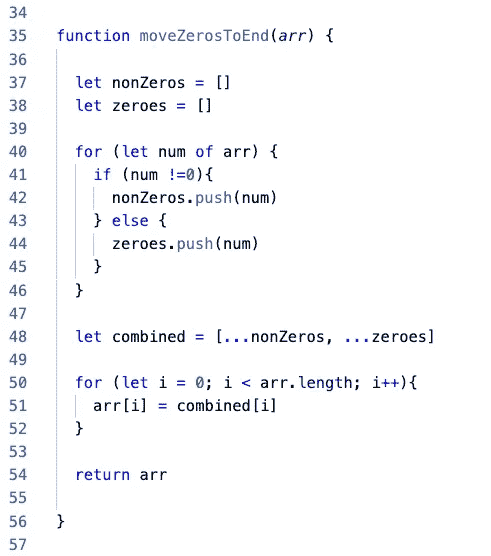 34
35 function moveZerosToEnd(arr) {
36
37 let nonZeros = []
38 let zeroes = []
39
40 for (let num of arr) {
41 if (num !=0){
42 nonZeros.push(num)
43 } else {
44 zeroes.push(num)
45 }
46 }
47
48 let combined = [...nonZeros, ...zeroes]
49
50 for (let i = 0; i < arr.length; i++){
51 arr[i] = combined[i]
52 }
53
54 return arr
55
56 }
57